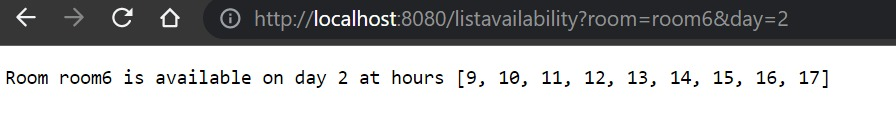 http://localhost:8080/listavailability?room=room6&day=2
Room room6 is available on day 2 at hours [9, 10, 11, 12, 13, 14, 15, 16, 17]